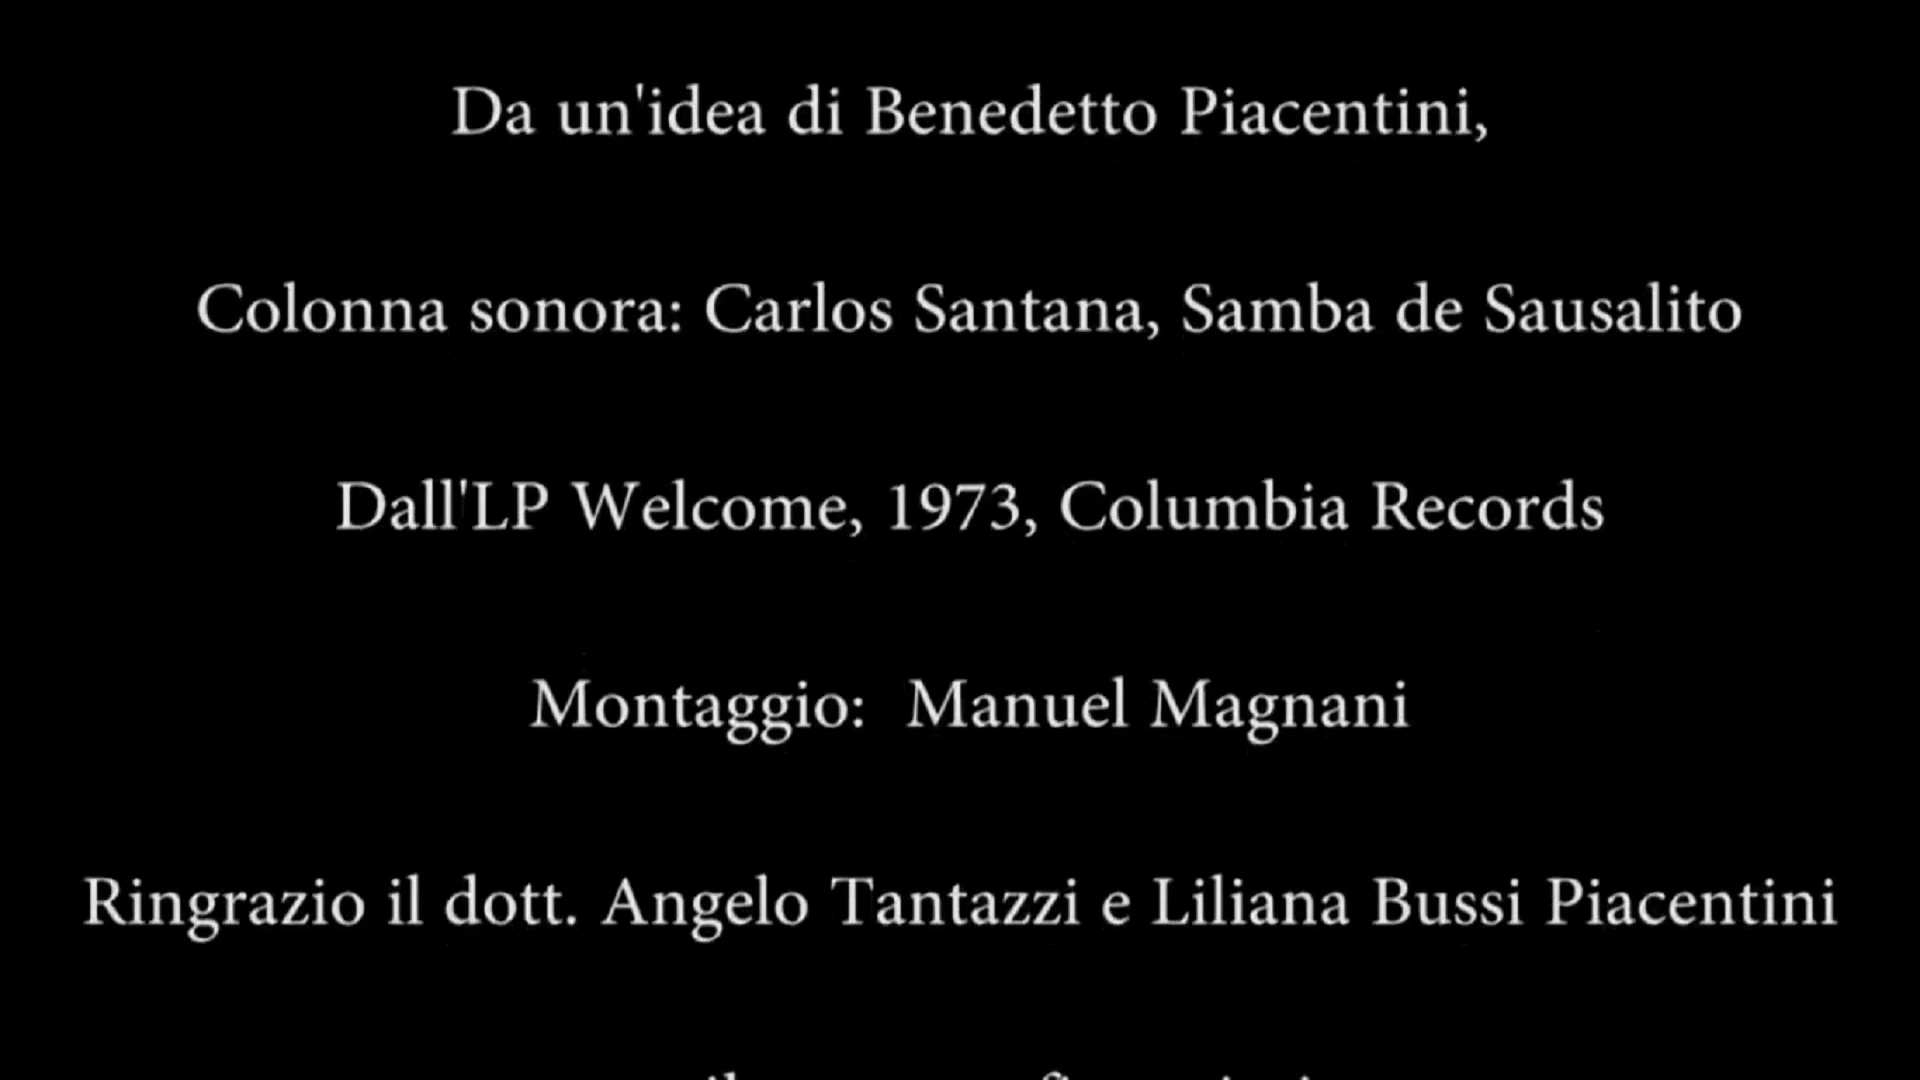 Da un'idea di Benedetto Piacentini,
Colonna sonora: Carlos Santana, Samba de Sausalito
Dall'LP Welcome, 1973, Columbia Records
Montaggio:  Manuel Magnani
Ringrazio il dott. Angelo Tantazzi e Liliana Bussi Piacentini